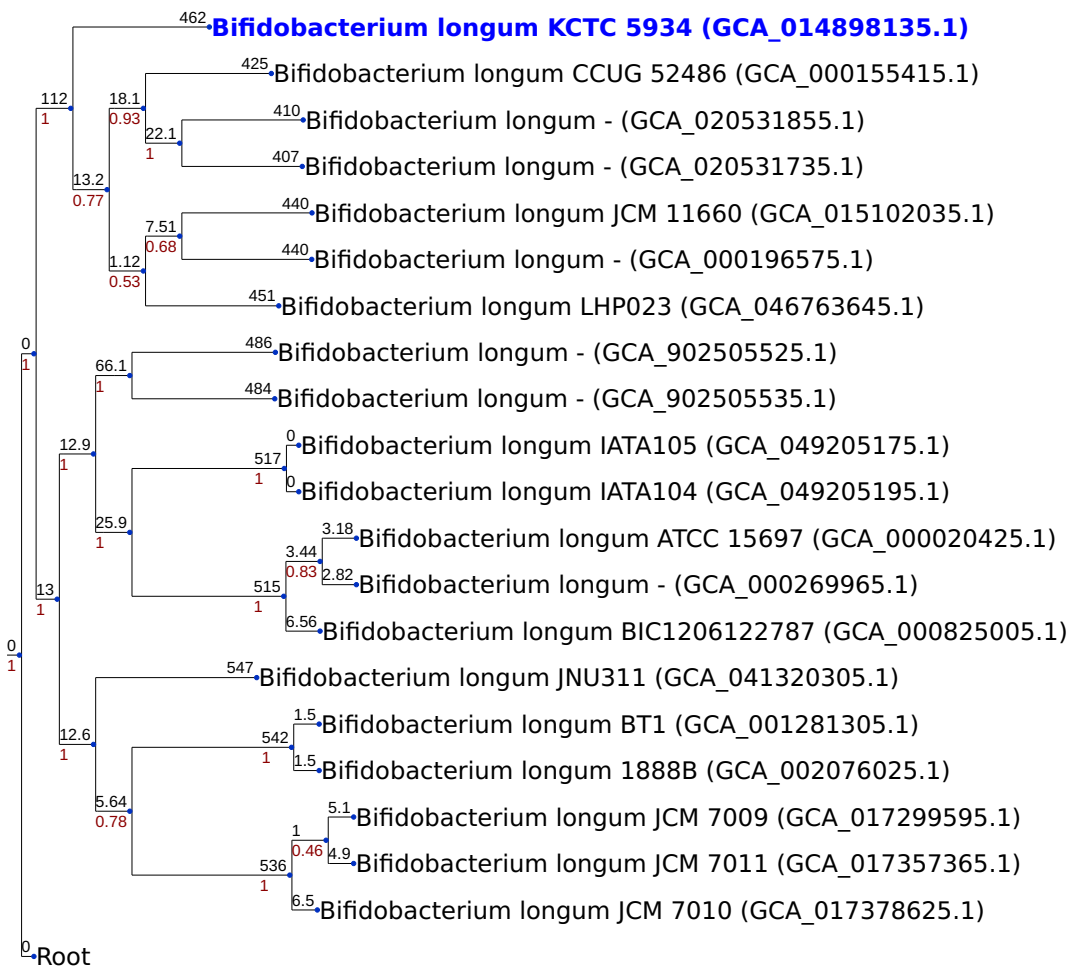 462
Bifidobacterium longum KCTC 5934 (GCA_014898135.1)
425
Bifidobacterium longum CCUG 52486 (GCA_000155415.1)
112
1
18.1
0.93
410
Bifidobacterium longum - (GCA_020531855.1)
22.1
1
407
Bifidobacterium longum - (GCA_020531735.1)
13.2
0.77
440
Bifidobacterium longum JCM 11660 (GCA_015102035.1)
7.51
0.68
440
Bifidobacterium longum - (GCA_000196575.1)
1.12
0.53
451
Bifidobacterium longum LHP023 (GCA_046763645.1)
0
1
486
Bifidobacterium longum - (GCA_902505525.1)
66.1
1
484
Bifidobacterium longum - (GCA_902505535.1)
12.9
1
0
Bifidobacterium longum IATA105 (GCA_049205175.1)
517
1
0
Bifidobacterium longum IATA104 (GCA_049205195.1)
25.9
1
3.18
Bifidobacterium longum ATCC 15697 (GCA_000020425.1)
3.44
0.83
2.82
Bifidobacterium longum - (GCA_000269965.1)
13
1
515
1
6.56
Bifidobacterium longum BIC1206122787 (GCA_000825005.1)
0
1
547
Bifidobacterium longum JNU311 (GCA_041320305.1)
12.6
1
1.5
Bifidobacterium longum BT1 (GCA_001281305.1)
542
1
1.5
Bifidobacterium longum 1888B (GCA_002076025.1)
5.64
0.78
5.1
Bifidobacterium longum JCM 7009 (GCA_017299595.1)
1
0.46
4.9
Bifidobacterium longum JCM 7011 (GCA_017357365.1)
536
1
6.5
Bifidobacterium longum JCM 7010 (GCA_017378625.1)
0
Root